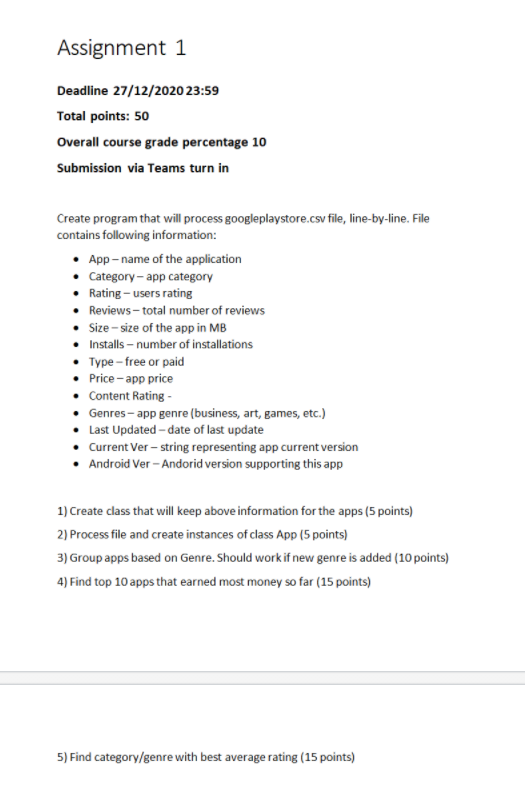 Assignment 1
Deadline 27/12/2020 23:59
Total points: 50
Overall course grade percentage 10
Submission via Teams turn in
Create program that will process googleplaystore.csv file, line-by-line. File
contains following information:
• App – name of the application
• Category – app category
• Rating – users rating
• Reviews – total number of reviews
• Size – size of the app in MB
• Installs – number of installations
• Type – free or paid
• Price – app price
• Content Rating -
• Genres – app genre (business, art, games, etc.)
• Last Updated – date of last update
• Current Ver – string representing app current version
• Android Ver – Andorid version supporting this app
1) Create class that will keep above information for the apps (5 points)
2) Process file and create instances of class App (5 points)
3) Group apps based on Genre. Should work if new genre is added (10 points)
4) Find top 10 apps that earned most money so far (15 points)
5) Find category/genre with best average rating (15 points)